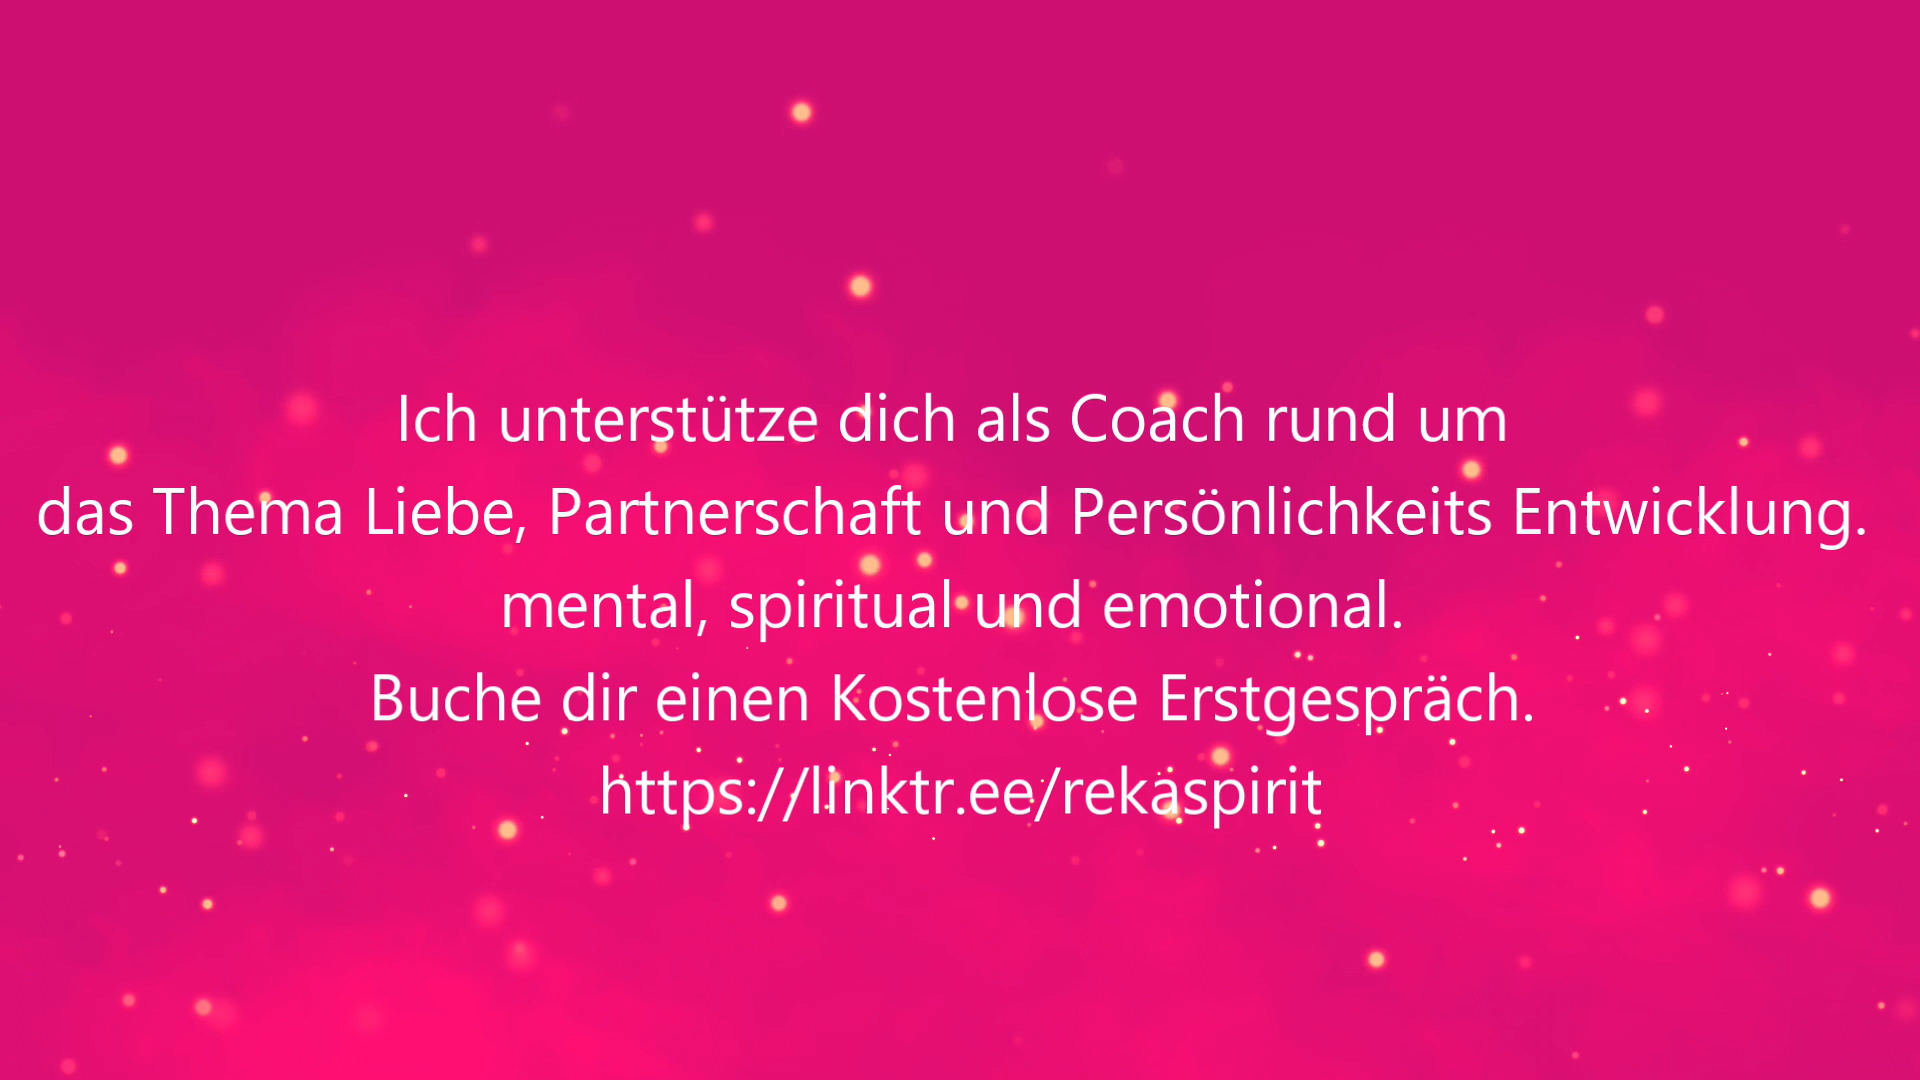 Ich unterstütze dich als Coach rund um
das Thema Liebe, Partnerschaft und Persönlichkeits Entwicklung.
mental, spiritual und emotional.
Buche dir einen Kostenlose Erstgespräch.
https://linktr.ee/rekaspirit